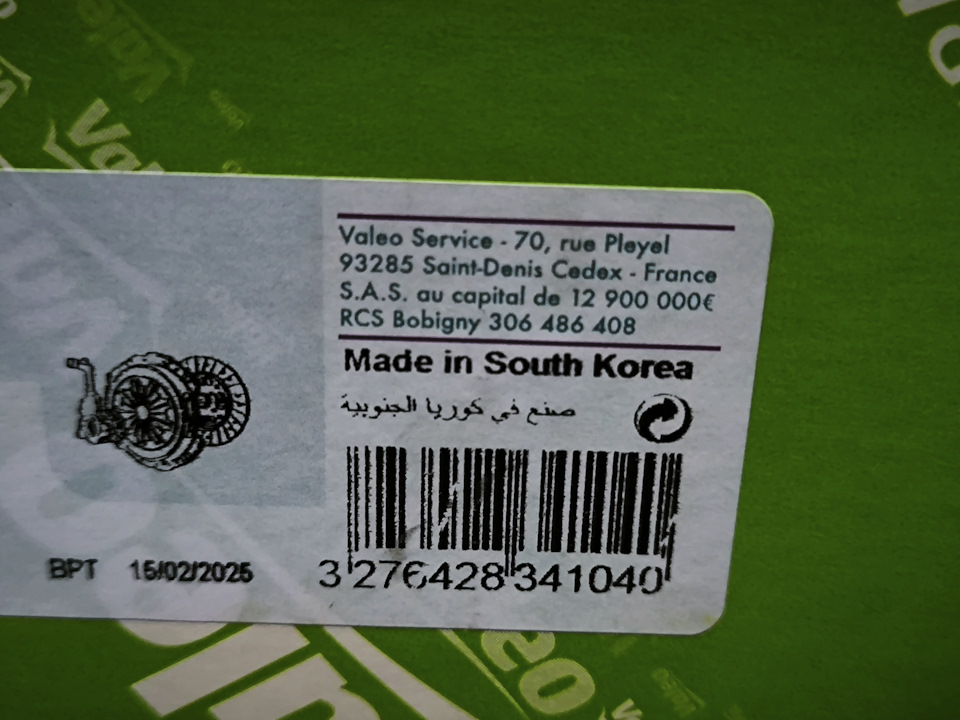 Valeo Service - 70, rue Pleyel
93285 Saint-Denis Cedex - France
S.A.S. au capital de 12 900 000€
RCS Bobigny 306 486 408
Made in South Korea
صنع في كوريا الجنوبية
BPT 15/02/2025
3 276428 341040